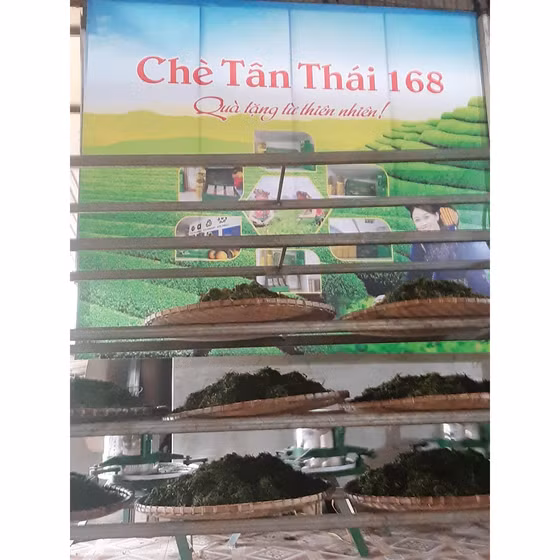 Chè Tân Thái 168
Quà tặng từ thiên nhiên!